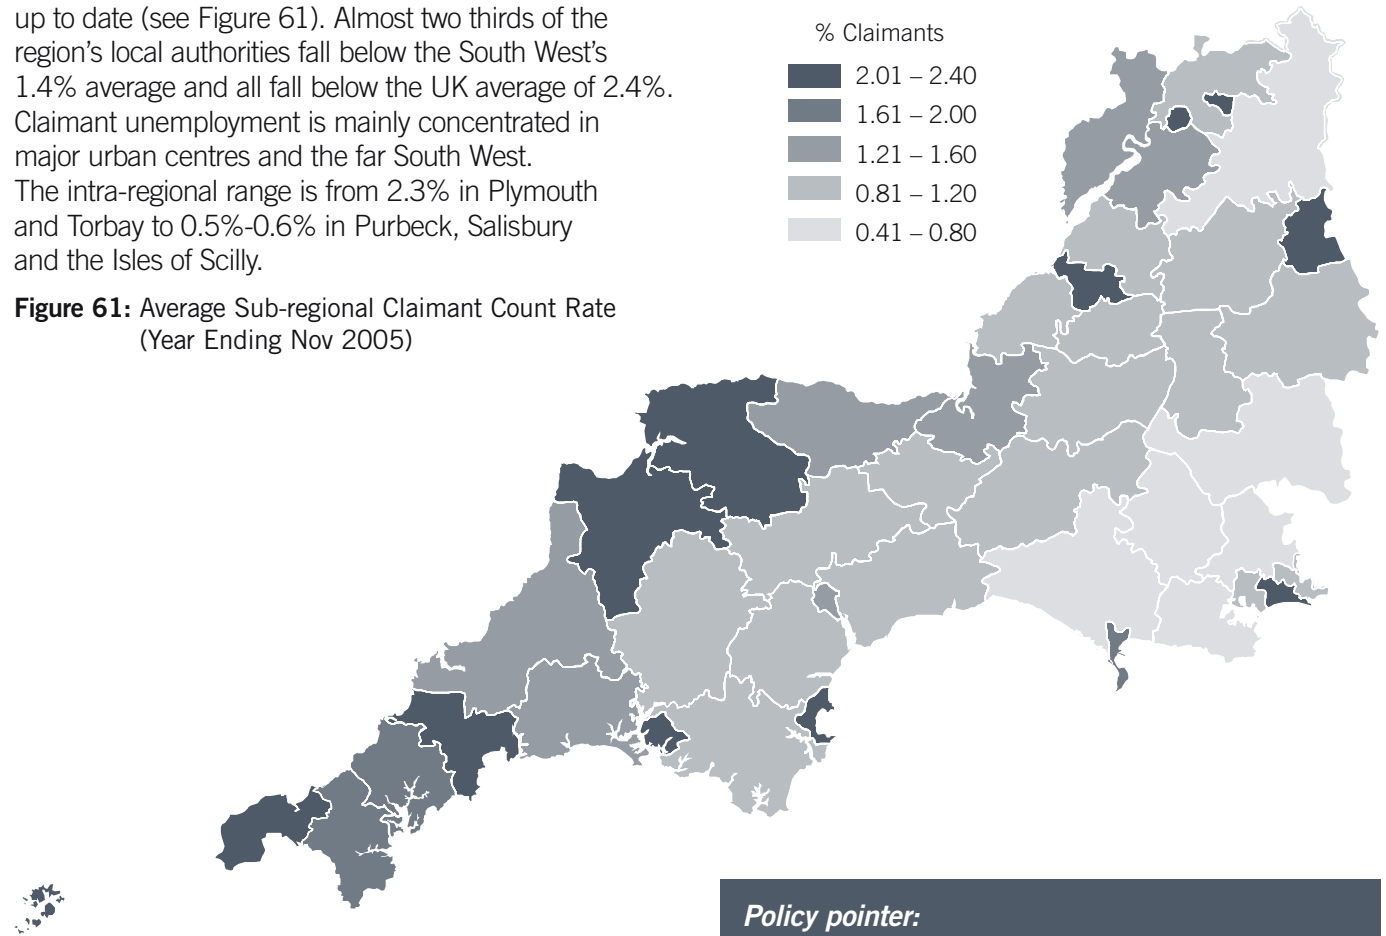 up to date (see Figure 61). Almost two thirds of the
region’s local authorities fall below the South West’s
1.4% average and all fall below the UK average of 2.4%.
Claimant unemployment is mainly concentrated in
major urban centres and the far South West.
The intra-regional range is from 2.3% in Plymouth
and Torbay to 0.5%-0.6% in Purbeck, Salisbury
and the Isles of Scilly.
Figure 61: Average Sub-regional Claimant Count Rate
(Year Ending Nov 2005)
% Claimants
2.01 – 2.40
1.61 – 2.00
1.21 – 1.60
0.81 – 1.20
0.41 – 0.80
Policy pointer: